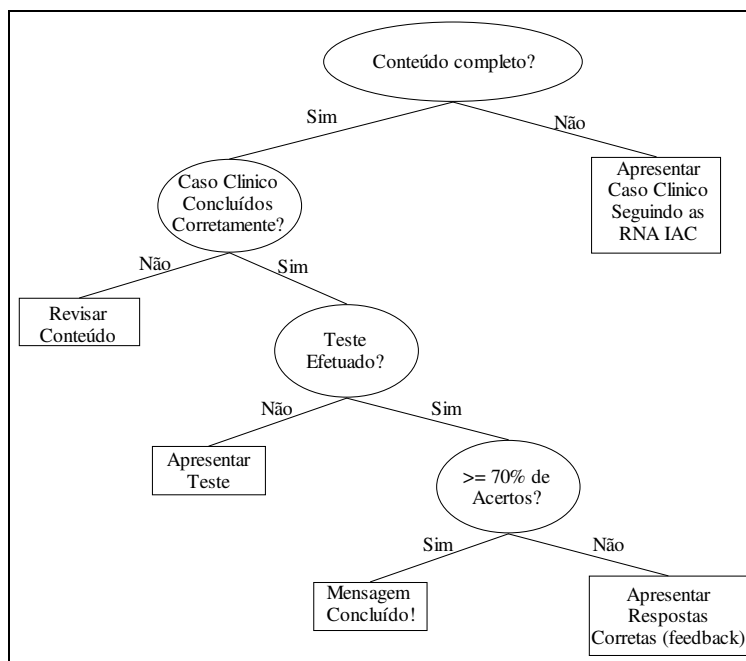 Conteúdo completo?
Sim
Não
Caso Clinico
Concluídos
Corretamente?
Apresentar
Caso Clinico
Seguindo as
RNA IAC
Não
Sim
Revisar
Conteúdo
Teste
Efetuado?
Não
Sim
Apresentar
Teste
>= 70% de
Acertos?
Sim
Não
Mensagem
Concluído!
Apresentar
Respostas
Corretas (feedback)